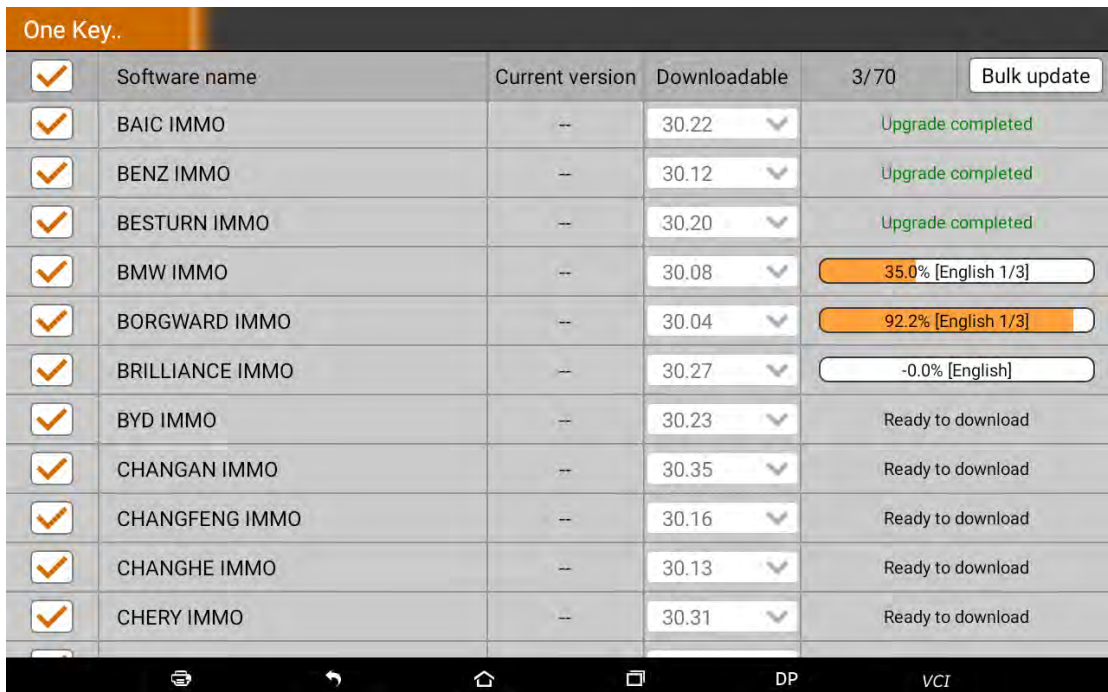 One Key..
Software name Current version Downloadable 3/70 Bulk update
BAIC IMMO -- 30.22 Upgrade completed
BENZ IMMO -- 30.12 Upgrade completed
BESTURN IMMO -- 30.20 Upgrade completed
BMW IMMO -- 30.08 35.0% [English 1/3]
BORGWARD IMMO -- 30.04 92.2% [English 1/3]
BRILLIANCE IMMO -- 30.27 -0.0% [English]
BYD IMMO -- 30.23 Ready to download
CHANGAN IMMO -- 30.35 Ready to download
CHANGFENG IMMO -- 30.16 Ready to download
CHANGHE IMMO -- 30.13 Ready to download
CHERY IMMO -- 30.31 Ready to download
DP VCI